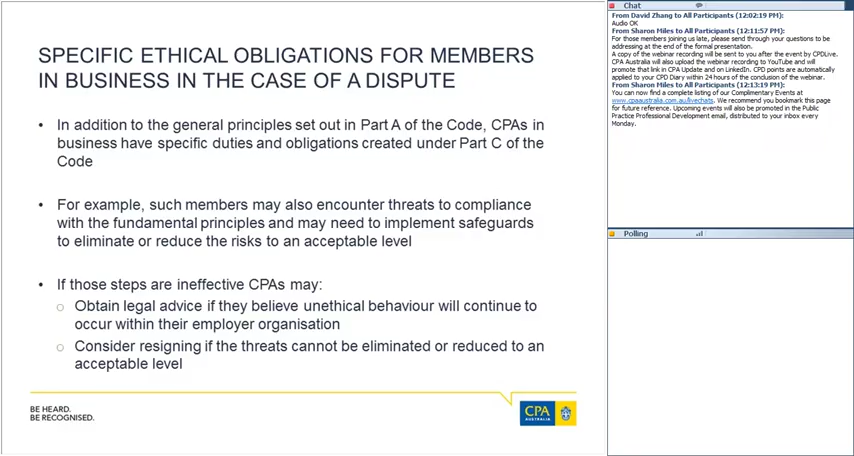 SPECIFIC ETHICAL OBLIGATIONS FOR MEMBERS
IN BUSINESS IN THE CASE OF A DISPUTE
• In addition to the general principles set out in Part A of the Code, CPAs in
business have specific duties and obligations created under Part C of the
Code
• For example, such members may also encounter threats to compliance
with the fundamental principles and may need to implement safeguards
to eliminate or reduce the risks to an acceptable level
• If those steps are ineffective CPAs may:
o Obtain legal advice if they believe unethical behaviour will continue to
occur within their employer organisation
o Consider resigning if the threats cannot be eliminated or reduced to an
acceptable level
BE HEARD.
BE RECOGNISED.
CPA
AUSTRALIA
Chat
From David Zhang to All Participants (12:02:19 PM):
Audio OK
From Sharon Miles to All Participants (12:11:57 PM):
For those members joining us late, please send through your questions to be
addressing at the end of the formal presentation.
A copy of the webinar recording will be sent to you after the event by CPDLive.
CPA Australia will also upload the webinar recording to YouTube and will
promote that link in CPA Update and on LinkedIn. CPD points are automatically
applied to your CPD Diary within 24 hours of the conclusion of the webinar.
From Sharon Miles to All Participants (12:13:19 PM):
You can now find a complete listing of our Complimentary Events at
www.cpaaustralia.com.au/livechats. We recommend you bookmark this page
for future reference. Upcoming events will also be promoted in the Public
Practice Professional Development email, distributed to your inbox every
Monday.
Polling